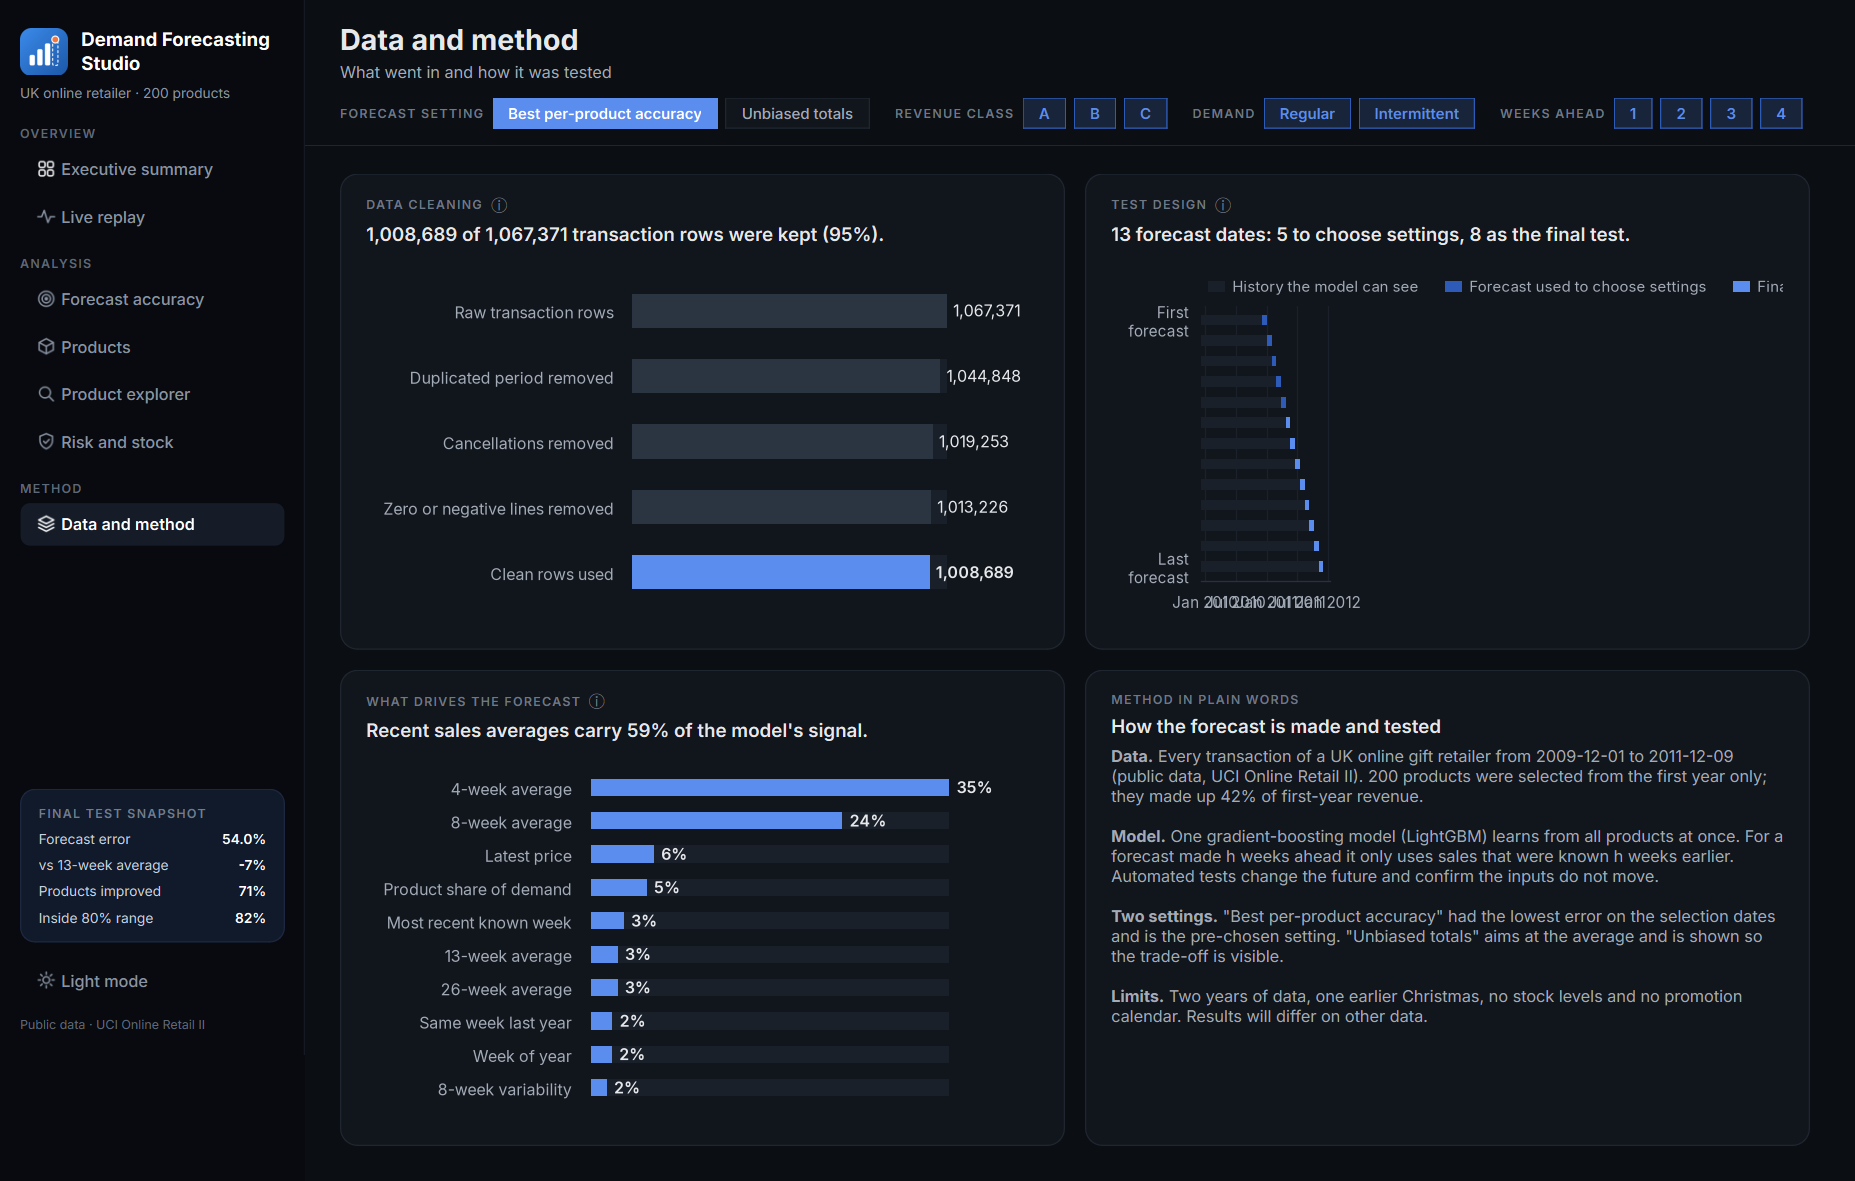 Demand Forecasting
Studio
UK online retailer · 200 products
OVERVIEW
Executive summary
Live replay
ANALYSIS
Forecast accuracy
Products
Product explorer
Risk and stock
METHOD
Data and method
FINAL TEST SNAPSHOT
Forecast error 54.0%
vs 13-week average -7%
Products improved 71%
Inside 80% range 82%
Light mode
Public data · UCI Online Retail II
Data and method
What went in and how it was tested
FORECAST SETTING Best per-product accuracy Unbiased totals REVENUE CLASS A B C DEMAND Regular Intermittent WEEKS AHEAD 1 2 3 4
DATA CLEANING
1,008,689 of 1,067,371 transaction rows were kept (95%).
Raw transaction rows 1,067,371
Duplicated period removed 1,044,848
Cancellations removed 1,019,253
Zero or negative lines removed 1,013,226
Clean rows used 1,008,689
TEST DESIGN
13 forecast dates: 5 to choose settings, 8 as the final test.
History the model can see Forecast used to choose settings
First
forecast
Last
forecast
Jan 2010 Jul 2010 Jan 2011 Jul 2011 Jan 2012
WHAT DRIVES THE FORECAST
Recent sales averages carry 59% of the model's signal.
4-week average 35%
8-week average 24%
Latest price 6%
Product share of demand 5%
Most recent known week 3%
13-week average 3%
26-week average 3%
Same week last year 2%
Week of year 2%
8-week variability 2%
METHOD IN PLAIN WORDS
How the forecast is made and tested
Data. Every transaction of a UK online gift retailer from 2009-12-01 to 2011-12-09
(public data, UCI Online Retail II). 200 products were selected from the first year only;
they made up 42% of first-year revenue.
Model. One gradient-boosting model (LightGBM) learns from all products at once. For a
forecast made h weeks ahead it only uses sales that were known h weeks earlier.
Automated tests change the future and confirm the inputs do not move.
Two settings. "Best per-product accuracy" had the lowest error on the selection dates
and is the pre-chosen setting. "Unbiased totals" aims at the average and is shown so
the trade-off is visible.
Limits. Two years of data, one earlier Christmas, no stock levels and no promotion
calendar. Results will differ on other data.